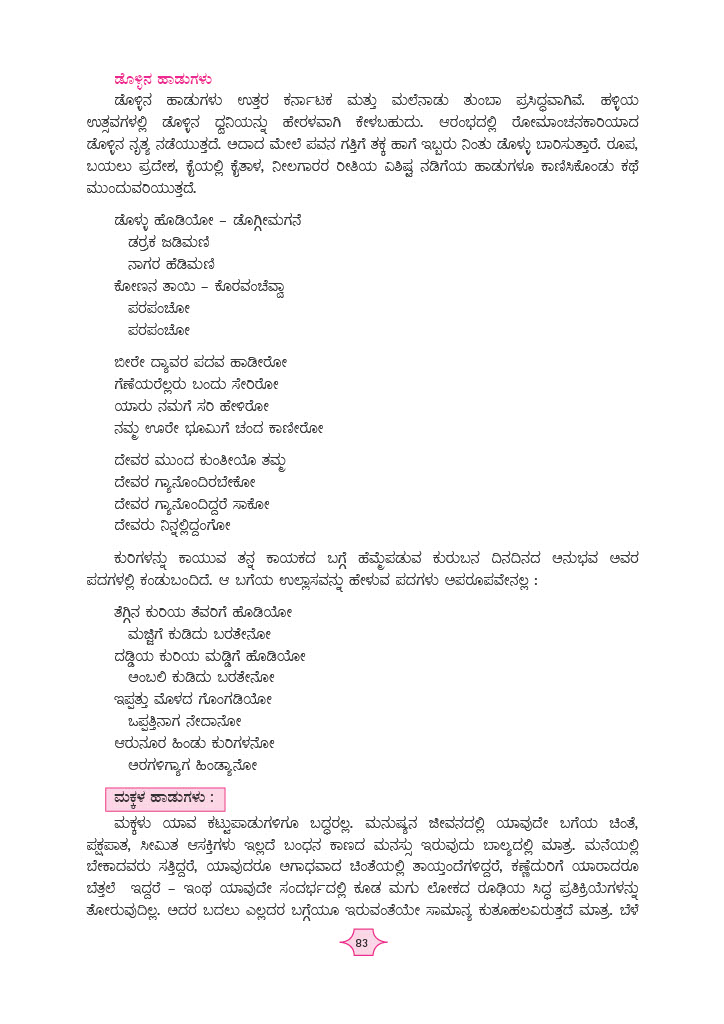 ಡೊಳ್ಳಿನ ಹಾಡುಗಳು
ಡೊಳ್ಳಿನ ಹಾಡುಗಳು ಉತ್ತರ ಕರ್ನಾಟಕ ಮತ್ತು ಮಲೆನಾಡು ತುಂಬಾ ಪ್ರಸಿದ್ಧವಾಗಿವೆ. ಹಳ್ಳಿಯ
ಉತ್ಸವಗಳಲ್ಲಿ ಡೊಳ್ಳಿನ ಧ್ವನಿಯನ್ನು ಹೇರಳವಾಗಿ ಕೇಳಬಹುದು. ಆರಂಭದಲ್ಲಿ ರೋಮಾಂಚನಕಾರಿಯಾದ
ಡೊಳ್ಳಿನ ನೃತ್ಯ ನಡೆಯುತ್ತದೆ. ಆದಾದ ಮೇಲೆ ಪವನ ಗತ್ತಿಗೆ ತಕ್ಕ ಹಾಗೆ ಇಬ್ಬರು ನಿಂತು ಡೊಳ್ಳು ಬಾರಿಸುತ್ತಾರೆ. ರೂಪ,
ಬಯಲು ಪ್ರದೇಶ, ಕೈಯಲ್ಲಿ ಕೈತಾಳ, ನೀಲಗಾರರ ರೀತಿಯ ವಿಶಿಷ್ಟ ನಡಿಗೆಯ ಹಾಡುಗಳೂ ಕಾಣಿಸಿಕೊಂಡು ಕಥೆ
ಮುಂದುವರಿಯುತ್ತದೆ.
ಡೊಳ್ಳು ಹೊಡಿಯೋ – ಡೊಗ್ಗೀಮಗನೆ
ಡರ್ರಕ ಜಡಿಮಣಿ
ನಾಗರ ಹೆಡಿಮಣಿ
ಕೋಣನ ತಾಯಿ – ಕೊರವಂಚೆವ್ವಾ
ಪರಪಂಚೋ
ಪರಪಂಚೋ
ಬೀರೇ ದ್ಯಾವರ ಪದವ ಹಾಡೀರೋ
ಗೆಣೆಯರೆಲ್ಲರು ಬಂದು ಸೇರಿರೋ
ಯಾರು ನಮಗೆ ಸರಿ ಹೇಳಿರೋ
ನಮ್ಮ ಊರೇ ಭೂಮಿಗೆ ಚಂದ ಕಾಣೀರೋ
ದೇವರ ಮುಂದ ಕುಂತೀಯೊ ತಮ್ಮ
ದೇವರ ಗ್ಯಾನೊಂದಿರಬೇಕೋ
ದೇವರ ಗ್ಯಾನೊಂದಿದ್ದರೆ ಸಾಕೋ
ದೇವರು ನಿನ್ನಲ್ಲಿದ್ದಂಗೋ
ಕುರಿಗಳನ್ನು ಕಾಯುವ ತನ್ನ ಕಾಯಕದ ಬಗ್ಗೆ ಹೆಮ್ಮೆಪಡುವ ಕುರುಬನ ದಿನದಿನದ ಅನುಭವ ಅವರ
ಪದಗಳಲ್ಲಿ ಕಂಡುಬಂದಿದೆ. ಆ ಬಗೆಯ ಉಲ್ಲಾಸವನ್ನು ಹೇಳುವ ಪದಗಳು ಅಪರೂಪವೇನಲ್ಲ :
ತೆಗ್ಗಿನ ಕುರಿಯ ತೆವರಿಗೆ ಹೊಡಿಯೋ
ಮಜ್ಜಿಗೆ ಕುಡಿದು ಬರತೇನೋ
ದಡ್ಡಿಯ ಕುರಿಯ ಮಡ್ಡಿಗೆ ಹೊಡಿಯೋ
ಅಂಬಲಿ ಕುಡಿದು ಬರತೇನೋ
ಇಪ್ಪತ್ತು ಮೊಳದ ಗೊಂಗಡಿಯೋ
ಒಪ್ಪತ್ತಿನಾಗ ನೇದಾನೋ
ಆರುನೂರ ಹಿಂಡು ಕುರಿಗಳನೋ
ಅರಗಳಿಗ್ಯಾಗ ಹಿಂಡ್ಯಾನೋ
ಮಕ್ಕಳ ಹಾಡುಗಳು :
ಮಕ್ಕಳು ಯಾವ ಕಟ್ಟುಪಾಡುಗಳಿಗೂ ಬದ್ಧರಲ್ಲ. ಮನುಷ್ಯನ ಜೀವನದಲ್ಲಿ ಯಾವುದೇ ಬಗೆಯ ಚಿಂತೆ,
ಪಕ್ಷಪಾತ, ಸೀಮಿತ ಆಸಕ್ತಿಗಳು ಇಲ್ಲದೆ ಬಂಧನ ಕಾಣದ ಮನಸ್ಸು ಇರುವುದು ಬಾಲ್ಯದಲ್ಲಿ ಮಾತ್ರ. ಮನೆಯಲ್ಲಿ
ಬೇಕಾದವರು ಸತ್ತಿದ್ದರೆ, ಯಾವುದರೂ ಅಗಾಧವಾದ ಚಿಂತೆಯಲ್ಲಿ ತಾಯ್ತಂದೆಗಳಿದ್ದರೆ, ಕಣ್ಣೆದುರಿಗೆ ಯಾರಾದರೂ
ಬೆತ್ತಲೆ ಇದ್ದರೆ – ಇಂಥ ಯಾವುದೇ ಸಂದರ್ಭದಲ್ಲಿ ಕೂಡ ಮಗು ಲೋಕದ ರೂಢಿಯ ಸಿದ್ಧ ಪ್ರತಿಕ್ರಿಯೆಗಳನ್ನು
ತೋರುವುದಿಲ್ಲ. ಅದರ ಬದಲು ಎಲ್ಲದರ ಬಗ್ಗೆಯೂ ಇರುವಂತೆಯೇ ಸಾಮಾನ್ಯ ಕುತೂಹಲವಿರುತ್ತದೆ ಮಾತ್ರ. ಬೆಳೆ
83